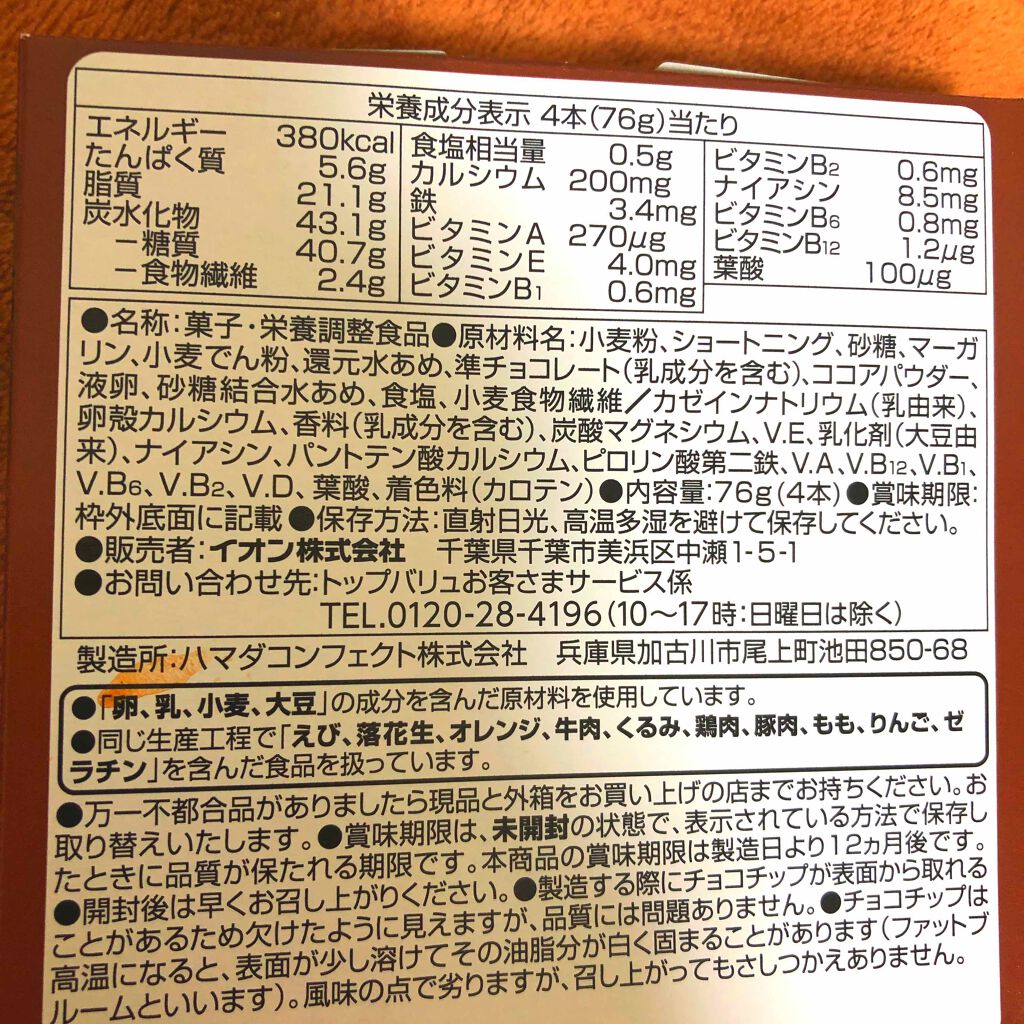 栄養成分表示 4本(76g)当たり
エネルギー 380kcal
たんぱく質 5.6g
脂質 21.1g
炭水化物 43.1g
－糖質 40.7g
－食物繊維 2.4g
食塩相当量 0.5g
カルシウム 200mg
鉄 3.4mg
ビタミンA 270μg
ビタミンE 4.0mg
ビタミンB1 0.6mg
ビタミンB2 0.6mg
ナイアシン 8.5mg
ビタミンB6 0.8mg
ビタミンB12 1.2μg
葉酸 100μg
●名称:菓子・栄養調整食品●原材料名:小麦粉、ショートニング、砂糖、マーガ
リン、小麦でん粉、還元水あめ、準チョコレート(乳成分を含む)、ココアパウダー、
液卵、砂糖結合水あめ、食塩、小麦食物繊維／カゼインナトリウム(乳由来)、
卵殻カルシウム、香料(乳成分を含む)、炭酸マグネシウム、V.E、乳化剤(大豆由
来)、ナイアシン、パントテン酸カルシウム、ピロリン酸第二鉄、V.A、V.B12、V.B1、
V.B6、V.B2、V.D、葉酸、着色料(カロテン)●内容量:76g(4本)●賞味期限:
枠外底面に記載●保存方法:直射日光、高温多湿を避けて保存してください。
●販売者:イオン株式会社 千葉県千葉市美浜区中瀬1-5-1
●お問い合わせ先:トップバリュお客さまサービス係
TEL.0120-28-4196(10～17時:日曜日は除く)
製造所:ハマダコンフェクト株式会社 兵庫県加古川市尾上町池田850-68
●「卵、乳、小麦、大豆」の成分を含んだ原材料を使用しています。
●同じ生産工程で「えび、落花生、オレンジ、牛肉、くるみ、鶏肉、豚肉、もも、りんご、ゼ
ラチン」を含んだ食品を扱っています。
●万一不都合品がありましたら現品と外箱をお買い上げの店までお持ちください。お
取り替えいたします。●賞味期限は、未開封の状態で、表示されている方法で保存し
たときに品質が保たれる期限です。本商品の賞味期限は製造日より12ヵ月後です。
●開封後は早くお召し上がりください。●製造する際にチョコチップが表面から取れる
ことがあるため欠けたように見えますが、品質には問題ありません。●チョコチップは
高温になると、表面が少し溶けてその油脂分が白く固まることがあります(ファットブ
ルームといいます)。風味の点で劣りますが、召し上がってもさしつかえありません。